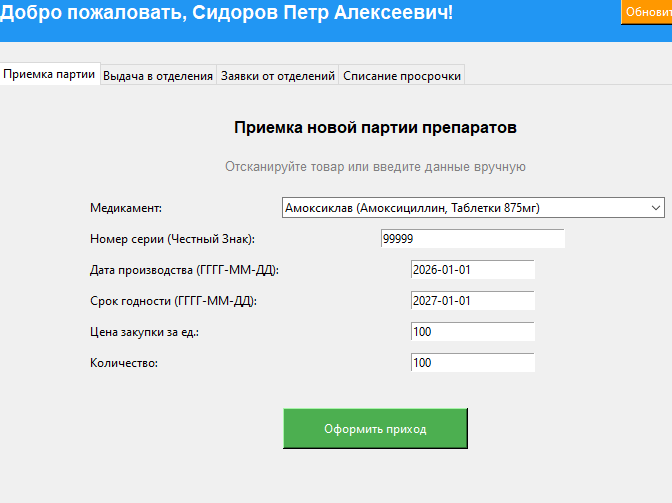 Добро пожаловать, Сидоров Петр Алексеевич!
Приемка партии Выдача в отделения Заявки от отделений Списание просрочки
Приемка новой партии препаратов
Отсканируйте товар или введите данные вручную
Медикамент: Амоксиклав (Амоксициллин, Таблетки 875мг)
Номер серии (Честный Знак): 99999
Дата производства (ГГГГ-ММ-ДД): 2026-01-01
Срок годности (ГГГГ-ММ-ДД): 2027-01-01
Цена закупки за ед.: 100
Количество: 100
Оформить приход